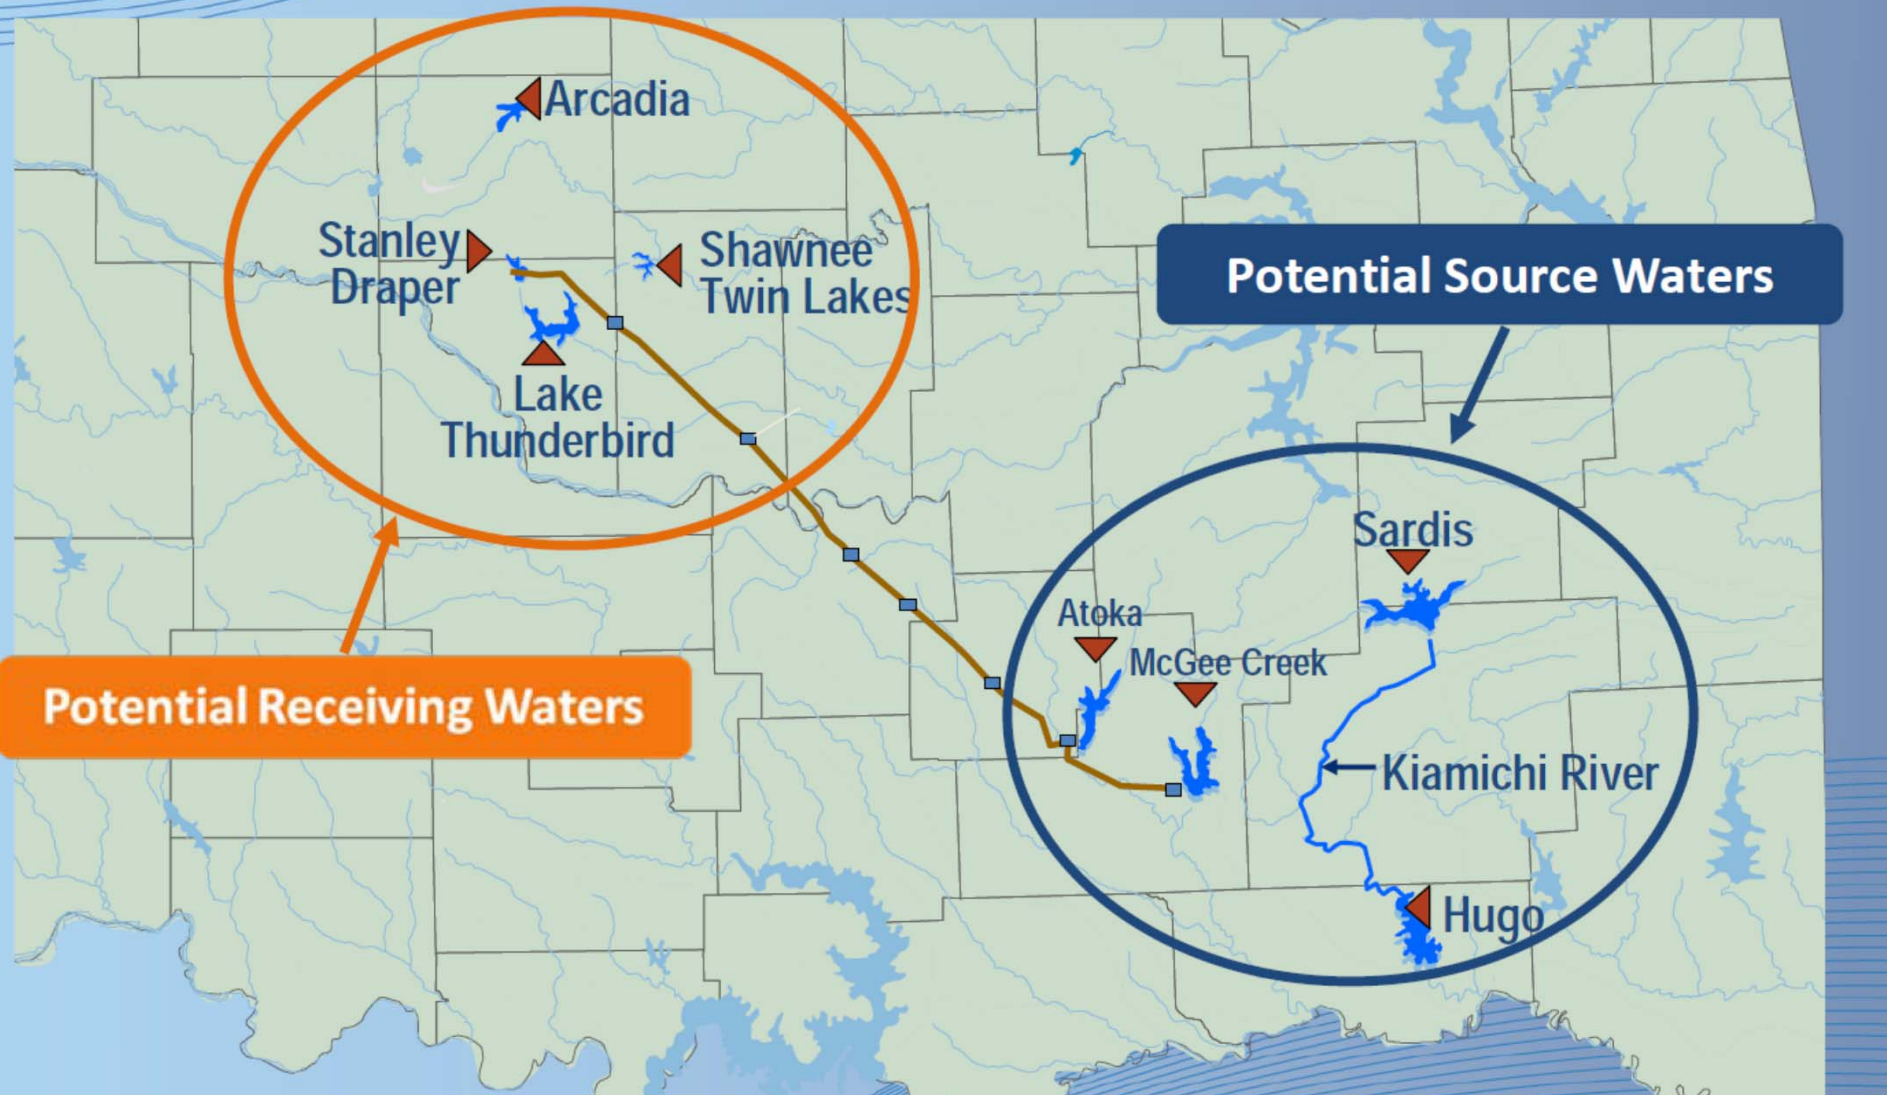 Arcadia
Stanley
Draper
Shawnee
Twin Lakes
Lake
Thunderbird
Potential Source Waters
Sardis
Atoka
McGee Creek
Potential Receiving Waters
Kiamichi River
Hugo